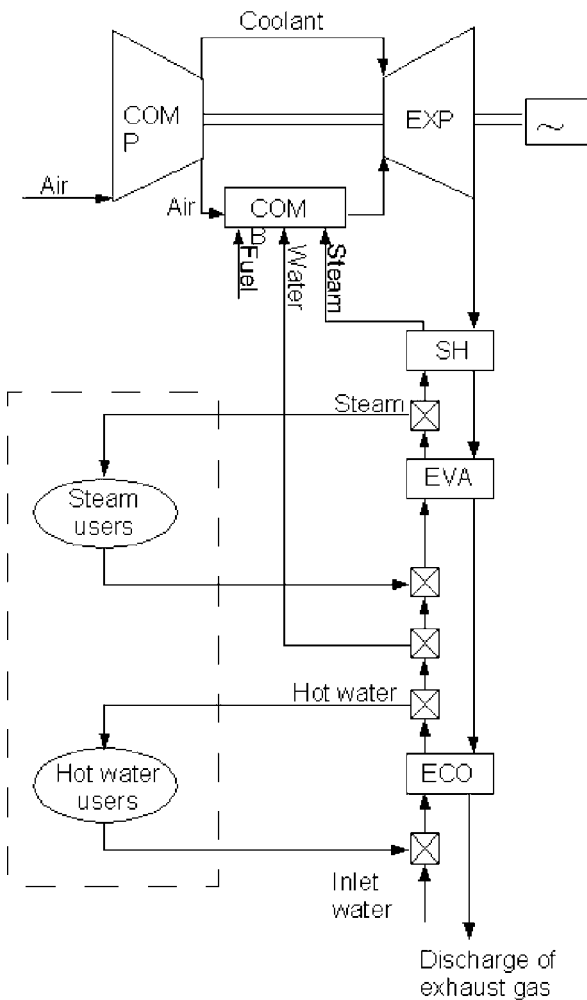 Coolant
COM
P
EXP
~
Air
Air
COM
B
Fuel
Water
Steam
SH
Steam
EVA
Steam
users
Hot water
Hot water
users
ECO
Inlet
water
Discharge of
exhaust gas